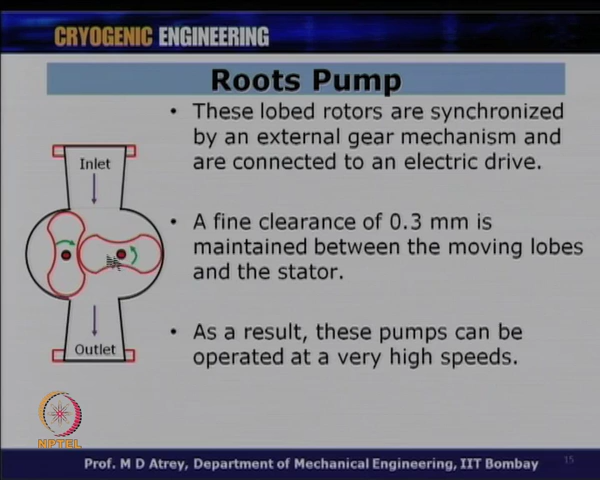 CRYOGENIC ENGINEERING
Roots Pump
• These lobed rotors are synchronized
by an external gear mechanism and
are connected to an electric drive.
• A fine clearance of 0.3 mm is
maintained between the moving lobes
and the stator.
• As a result, these pumps can be
operated at a very high speeds.
Inlet
Outlet
NPTEL
Prof. M D Atrey, Department of Mechanical Engineering, IIT Bombay
15